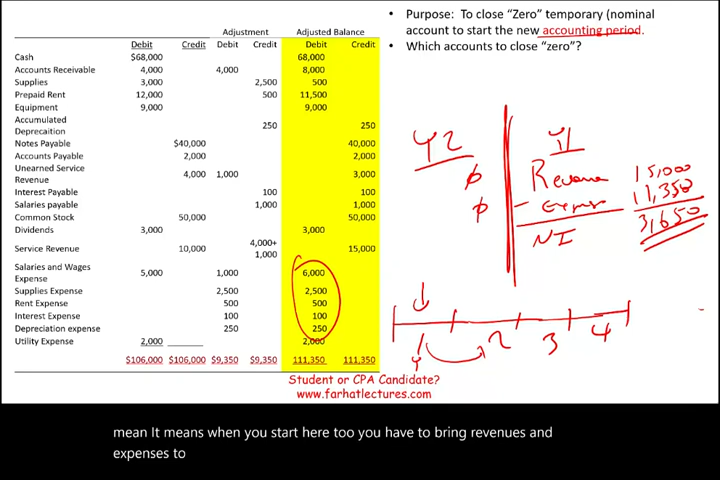 • Purpose: To close “Zero” temporary (nominal
account to start the new accounting period.
• Which accounts to close “zero”?
Adjustment Adjusted Balance
Debit Credit Debit Credit Debit Credit
Cash $68,000 68,000
Accounts Receivable 4,000 4,000 8,000
Supplies 3,000 2,500 500
Prepaid Rent 12,000 500 11,500
Equipment 9,000 9,000
Accumulated
Deprecaition 250 250
Notes Payable $40,000 40,000
Accounts Payable 2,000 2,000
Unearned Service
Revenue 4,000 1,000 3,000
Interest Payable 100 100
Salaries payable 1,000 1,000
Common Stock 50,000 50,000
Dividends 3,000 3,000
Service Revenue 10,000 4,000+
1,000 15,000
Salaries and Wages
Expense 5,000 1,000 6,000
Supplies Expense 2,500 2,500
Rent Expense 500 500
Interest Expense 100 100
Depreciation expense 250 250
Utility Expense 2,000 2,000
$106,000 $106,000 $9,350 $9,350 111,350 111,350
Y2 Y1
Revenue 15,000
- Expense 11,350
NI 3,650
2 3 4
Student or CPA Candidate?
www.farhatlectures.com
mean It means when you start here too you have to bring revenues and
expenses to